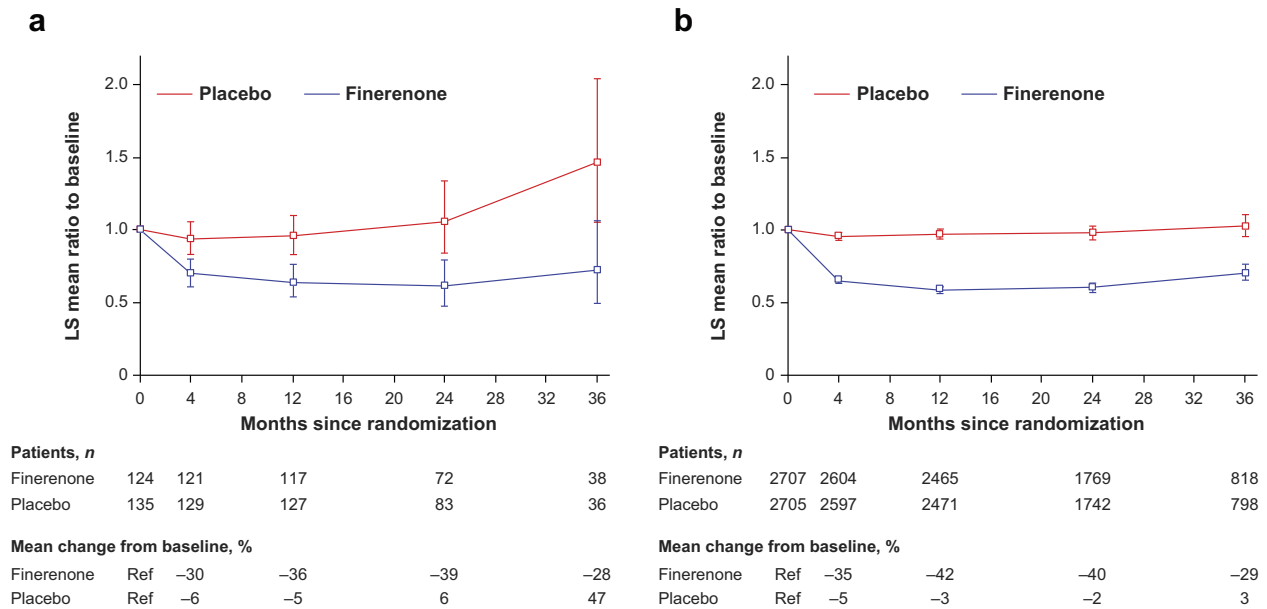 a
LS mean ratio to baseline
Placebo Finerenone
2.0
1.5
1.0
0.5
0
0 4 8 12 16 20 24 28 32 36
Months since randomization
Patients, n
Finerenone 124 121 117 72 38
Placebo 135 129 127 83 36
Mean change from baseline, %
Finerenone Ref –30 –36 –39 –28
Placebo Ref –6 –5 6 47
b
LS mean ratio to baseline
Placebo Finerenone
2.0
1.5
1.0
0.5
0
0 4 8 12 16 20 24 28 32 36
Months since randomization
Patients, n
Finerenone 2707 2604 2465 1769 818
Placebo 2705 2597 2471 1742 798
Mean change from baseline, %
Finerenone Ref –35 –42 –40 –29
Placebo Ref –5 –3 –2 3